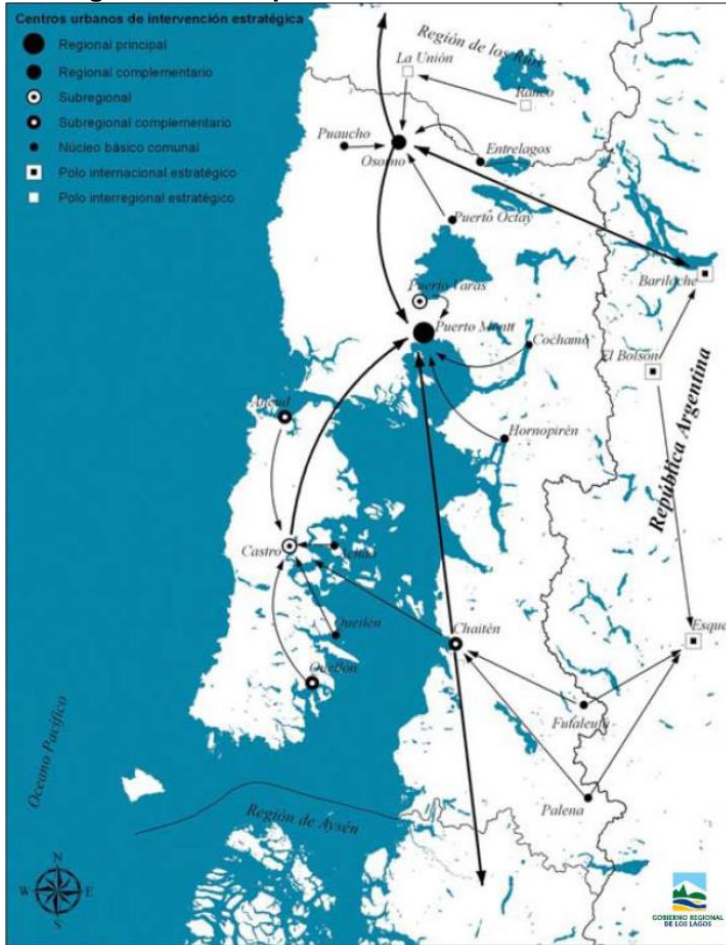 Centros urbanos de intervención estratégica
Regional principal
Regional complementario
Subregional
Subregional complementario
Núcleo básico comunal
Polo internacional estratégico
Polo interregional estratégico
Región de los Ríos
La Unión
Ranco
Puaucho
Osorno
Entrelagos
Puerto Octay
Bariloche
Puerto Varas
Puerto Montt
Cochamó
El Bolsón
República Argentina
Ancud
Hornopirén
Castro
Achao
Queilén
Chaitén
Esquel
Quellón
Futaleufú
Palena
Oceano Pacífico
Región de Aysén
N
W E
S
GOBIERNO REGIONAL
DE LOS LAGOS